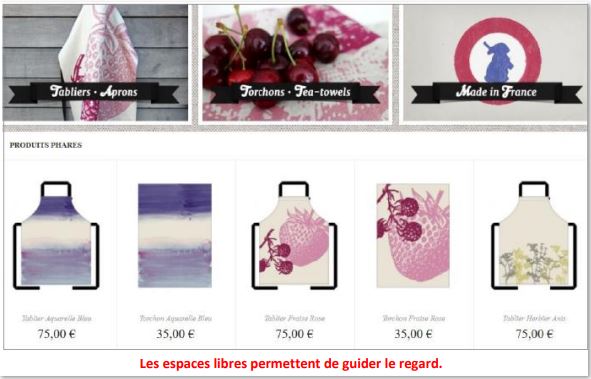 Tabliers • Aprons
Torchons • Tea-towels
Made in France
PRODUITS PHARES
Tablier Aquarelle Bleu
Torchon Aquarelle Bleu
Tablier Fraise Rose
Torchon Fraise Rose
Tablier Herbier Anis
75,00 €
35,00 €
75,00 €
35,00 €
75,00 €
Les espaces libres permettent de guider le regard.